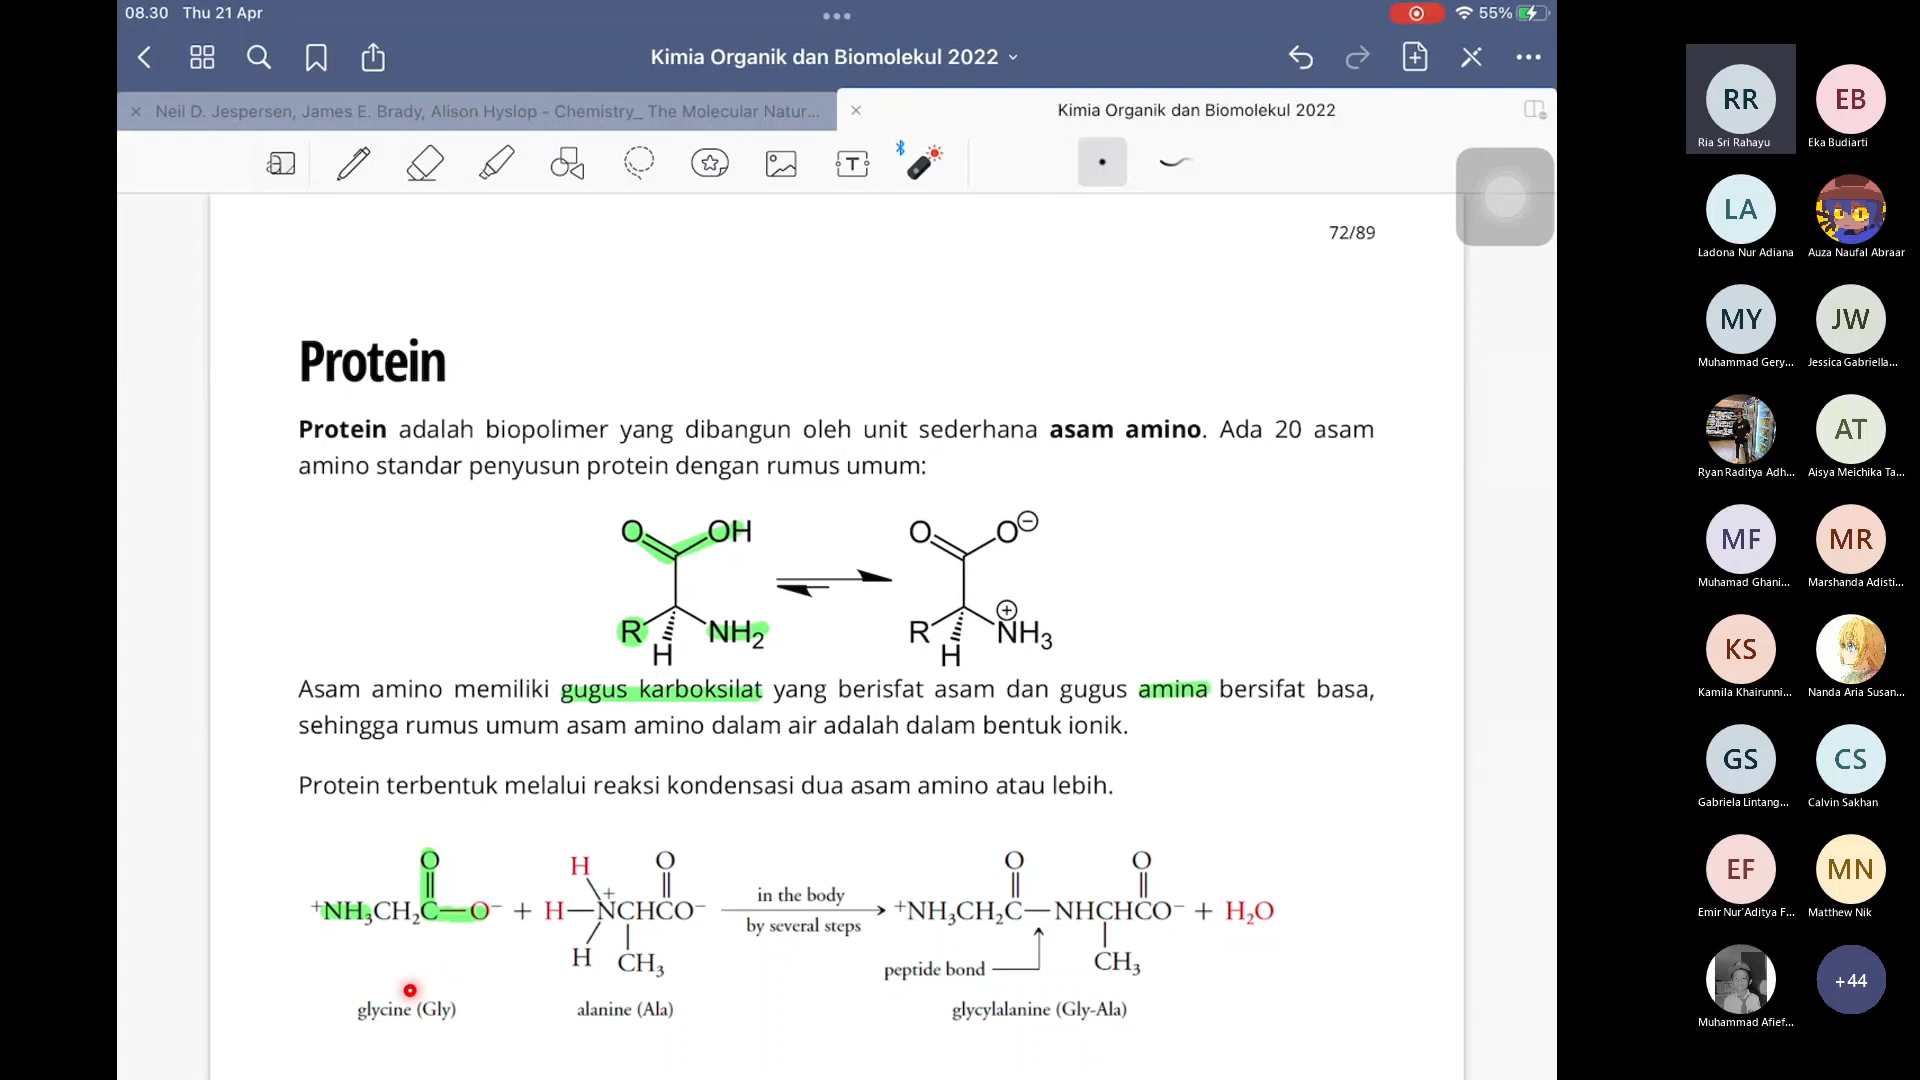 08.30 Thu 21 Apr
55%
Kimia Organik dan Biomolekul 2022
Neil D. Jespersen, James E. Brady, Alison Hyslop - Chemistry_ The Molecular Natur...
Kimia Organik dan Biomolekul 2022
T
72/89
Protein
Protein adalah biopolimer yang dibangun oleh unit sederhana asam amino. Ada 20 asam
amino standar penyusun protein dengan rumus umum:
O OH
R NH2
H
O O⊖
R ⊕NH3
H
Asam amino memiliki gugus karboksilat yang berisfat asam dan gugus amina bersifat basa,
sehingga rumus umum asam amino dalam air adalah dalam bentuk ionik.
Protein terbentuk melalui reaksi kondensasi dua asam amino atau lebih.
O H O O O
⁺NH₃CH₂C—O⁻ + H—N⁺CHCO⁻ in the body by several steps → ⁺NH₃CH₂C—NHCHCO⁻ + H₂O
H CH₃ peptide bond CH₃
glycine (Gly) alanine (Ala) glycylalanine (Gly-Ala)
RR EB
Ria Sri Rahayu Eka Budiarti
LA
Ladona Nur Adiana Auza Naufal Abraar
MY JW
Muhammad Gery... Jessica Gabriella...
AT
Ryan Raditya Adh... Aisya Meichika Ta...
MF MR
Muhamad Ghani... Marshanda Adisti...
KS
Kamila Khairunni... Nanda Aria Susan...
GS CS
Gabriela Lintang... Calvin Sakhan
EF MN
Emir Nur'Aditya F... Matthew Nik
+44
Muhammad Afief...